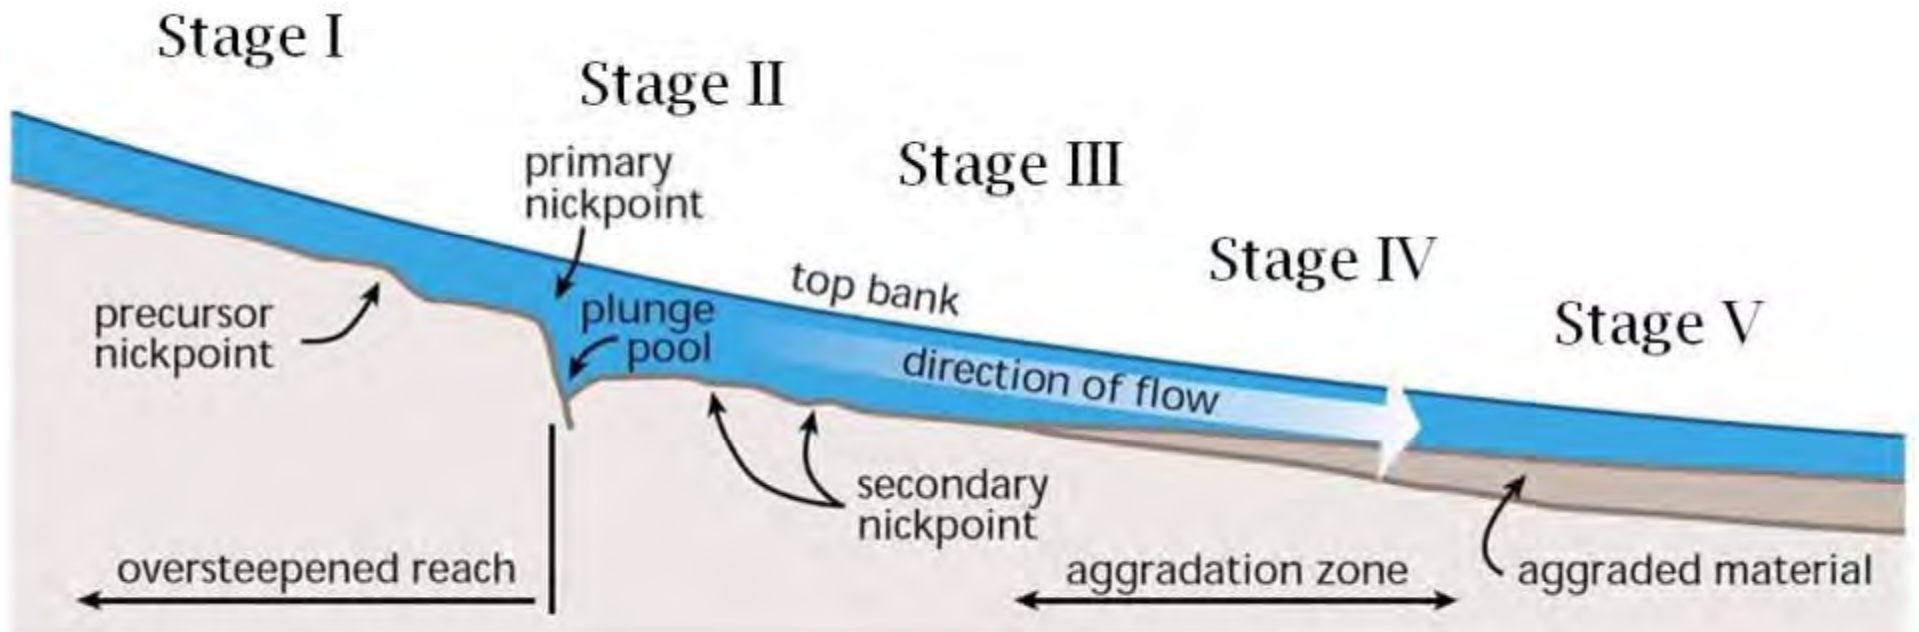 Stage I
Stage II
Stage III
Stage IV
Stage V
primary
nickpoint
precursor
nickpoint
plunge
pool
top bank
direction of flow
secondary
nickpoint
oversteepened reach
aggradation zone
aggraded material